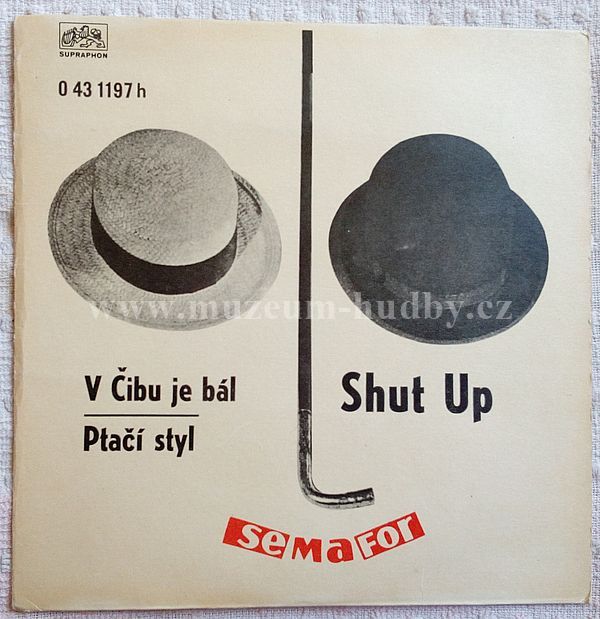 SUPRAPHON
0 43 1197 h
www.muzeum-hudby.cz
V Čibu je bál
Ptačí styl
Shut Up
SeMaFOR